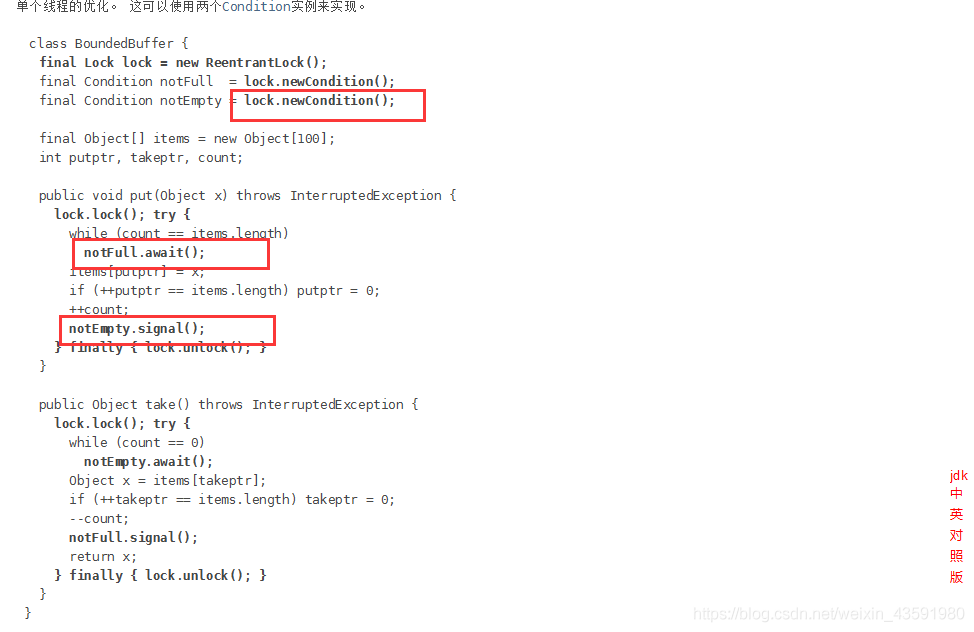 单个线程的优化。 这可以使用两个Condition实例来实现。
class BoundedBuffer {
final Lock lock = new ReentrantLock();
final Condition notFull  = lock.newCondition();
final Condition notEmpty = lock.newCondition();
final Object[] items = new Object[100];
int putptr, takeptr, count;
public void put(Object x) throws InterruptedException {
lock.lock(); try {
while (count == items.length)
notFull.await();
items[putptr] = x;
if (++putptr == items.length) putptr = 0;
++count;
notEmpty.signal();
} finally { lock.unlock(); }
}
public Object take() throws InterruptedException {
lock.lock(); try {
while (count == 0)
notEmpty.await();
Object x = items[takeptr];
if (++takeptr == items.length) takeptr = 0;
--count;
notFull.signal();
return x;
} finally { lock.unlock(); }
}
}
jdk
中
英
对
照
版
https://blog.csdn.net/weixin_43591980